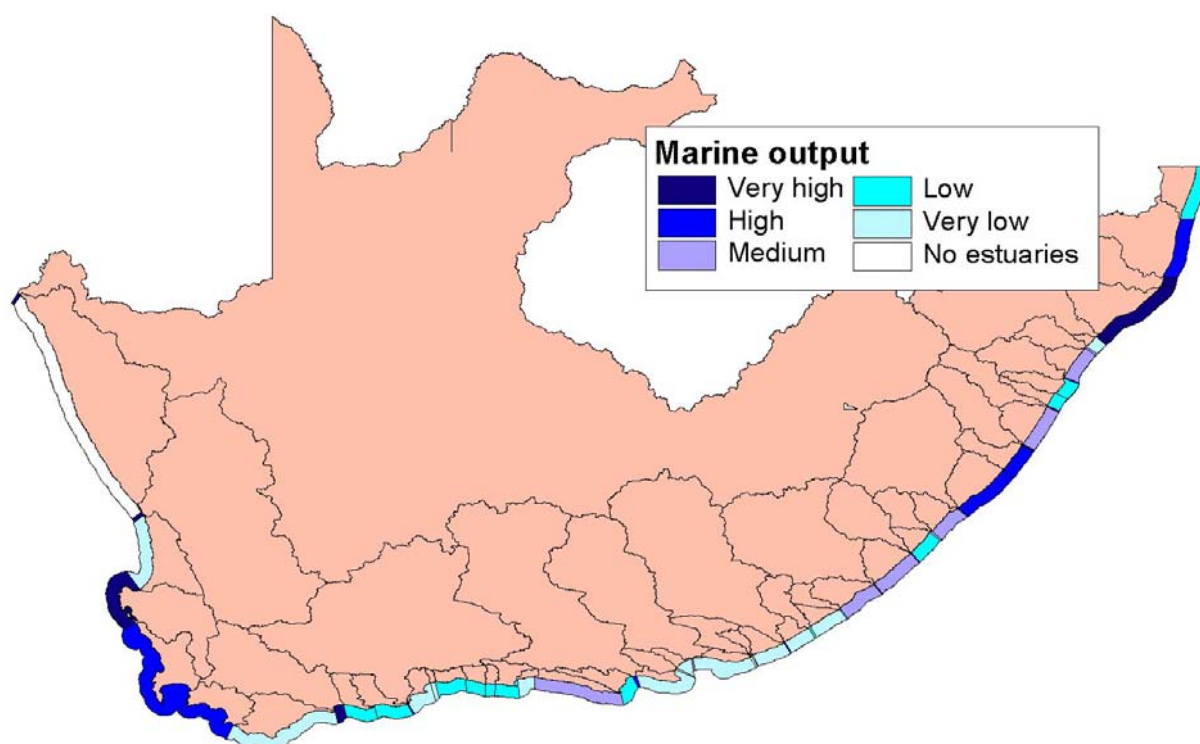 Marine output
Very high
High
Medium
Low
Very low
No estuaries